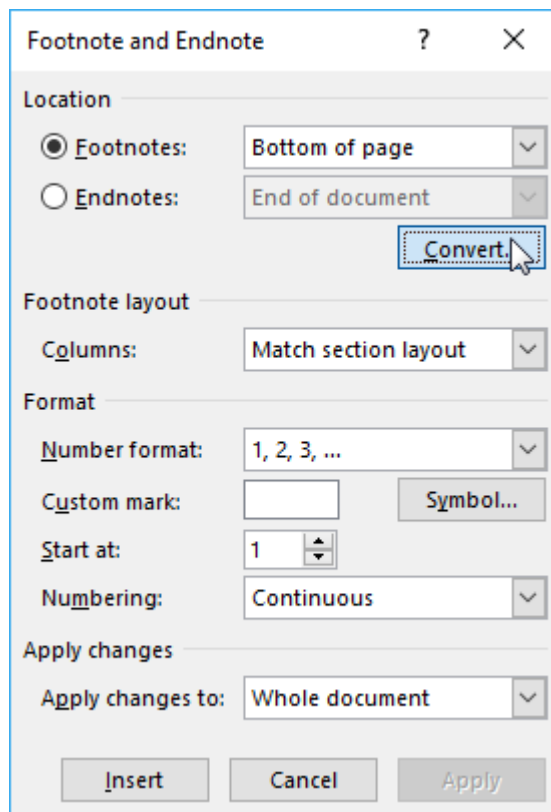 Footnote and Endnote ?
Location
Footnotes: Bottom of page
Endnotes: End of document
Convert..
Footnote layout
Columns: Match section layout
Format
Number format: 1, 2, 3, ...
Custom mark: Symbol...
Start at: 1
Numbering: Continuous
Apply changes
Apply changes to: Whole document
Insert Cancel Apply